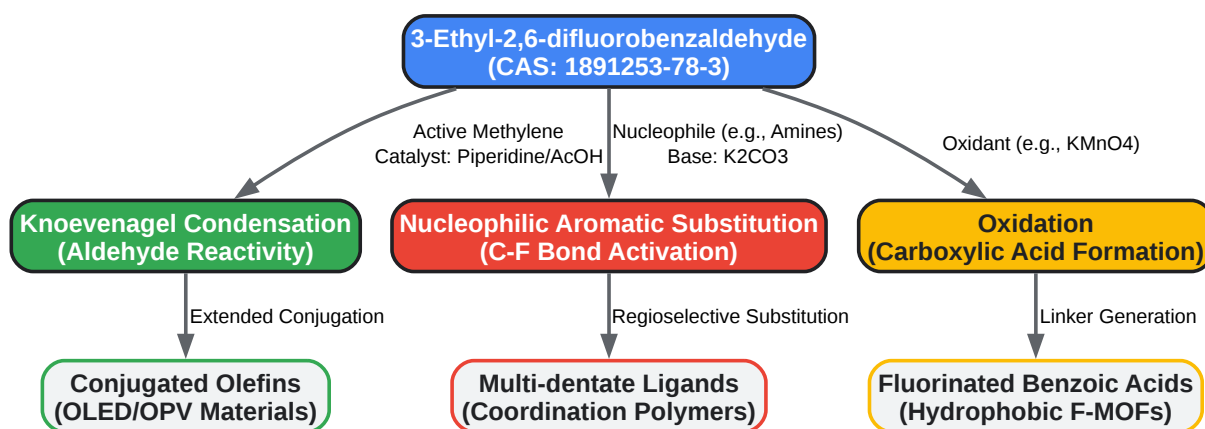 3-Ethyl-2,6-difluorobenzaldehyde
(CAS: 1891253-78-3)
Active Methylene
Catalyst: Piperidine/AcOH
Nucleophile (e.g., Amines)
Base: K2CO3
Oxidant (e.g., KMnO4)
Knoevenagel Condensation
(Aldehyde Reactivity)
Nucleophilic Aromatic Substitution
(C-F Bond Activation)
Oxidation
(Carboxylic Acid Formation)
Extended Conjugation
Regioselective Substitution
Linker Generation
Conjugated Olefins
(OLED/OPV Materials)
Multi-dentate Ligands
(Coordination Polymers)
Fluorinated Benzoic Acids
(Hydrophobic F-MOFs)